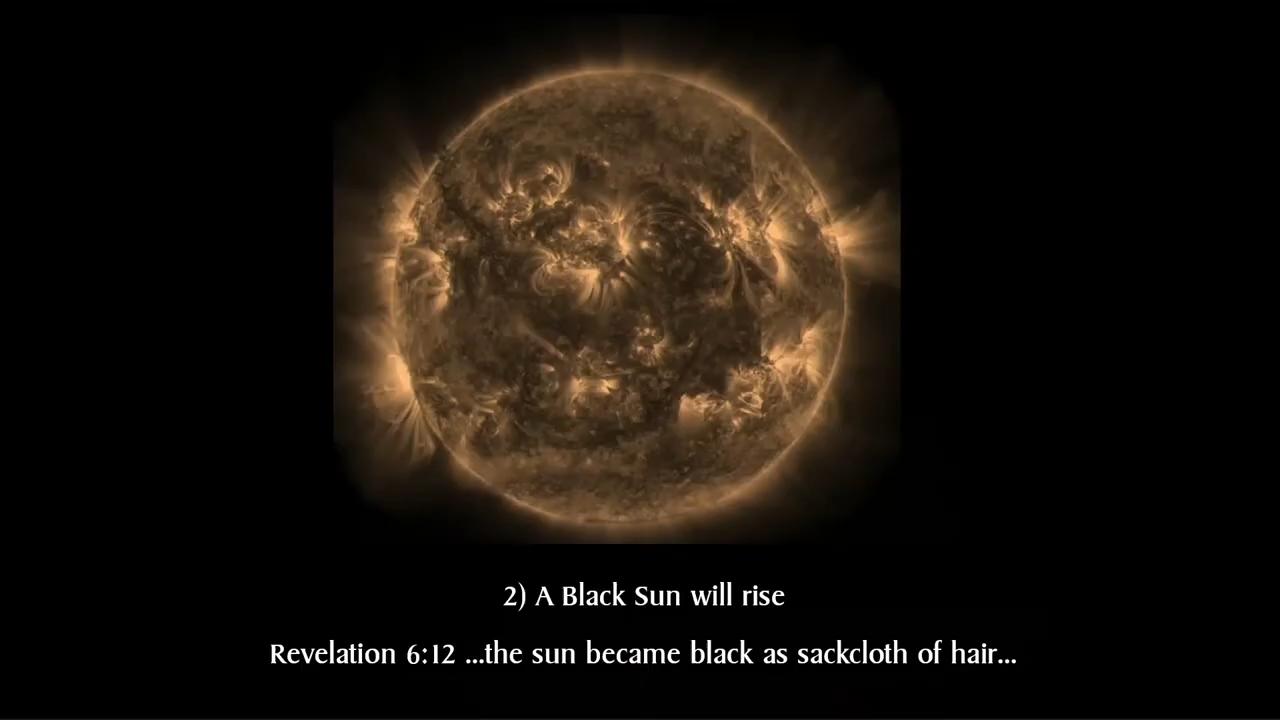 2) A Black Sun will rise
Revelation 6:12 ...the sun became black as sackcloth of hair...